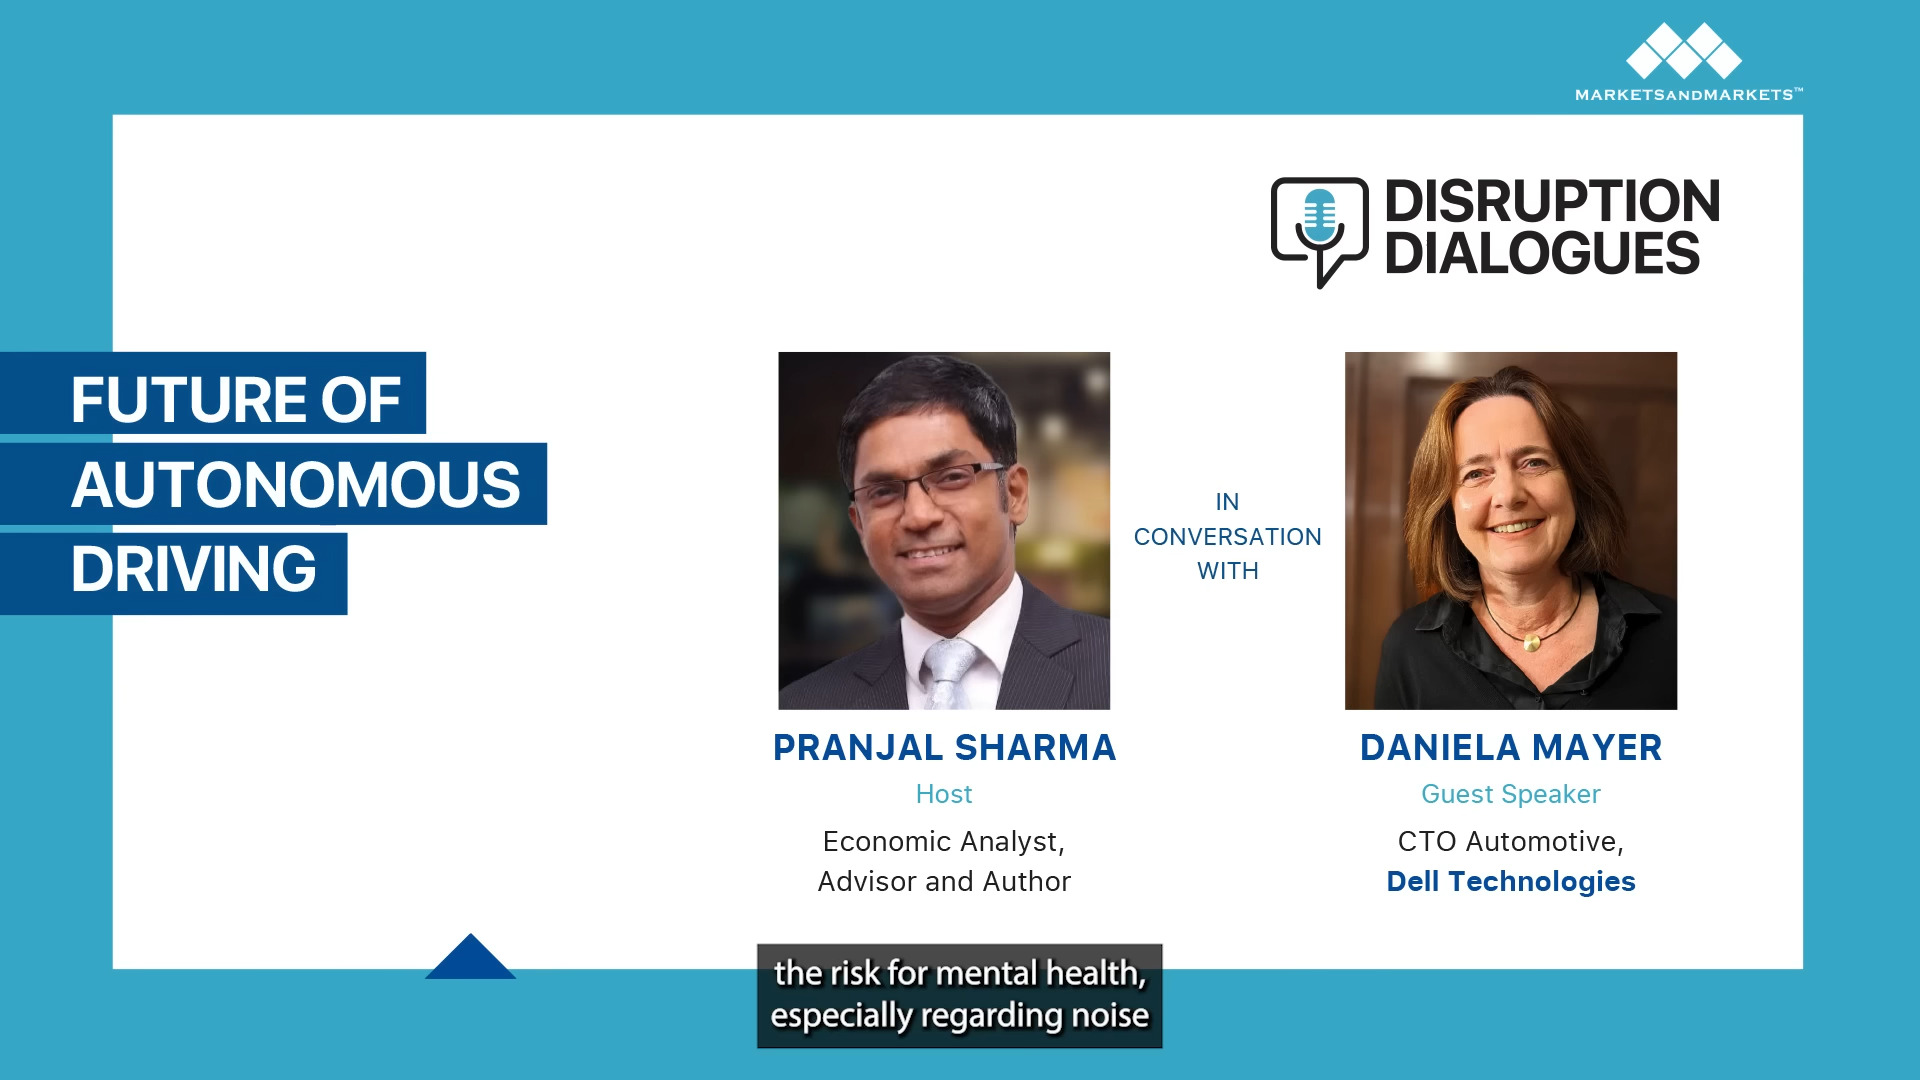 MARKETSANDMARKETS™
DISRUPTION
DIALOGUES
FUTURE OF
AUTONOMOUS
DRIVING
IN
CONVERSATION
WITH
PRANJAL SHARMA
Host
Economic Analyst,
Advisor and Author
DANIELA MAYER
Guest Speaker
CTO Automotive,
Dell Technologies
the risk for mental health,
especially regarding noise